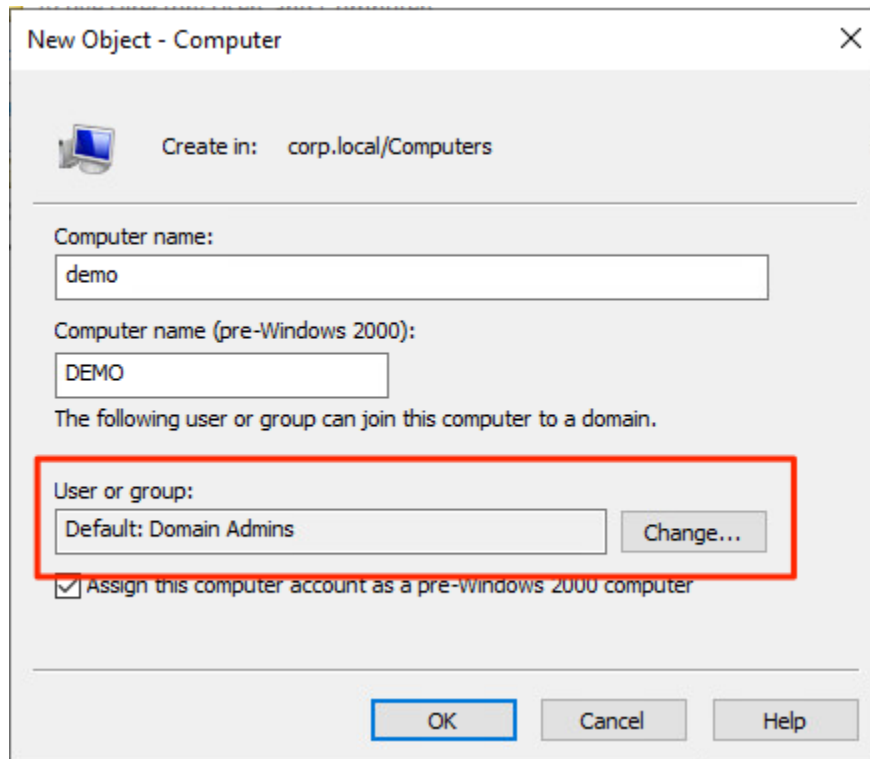 New Object - Computer
Create in: corp.local/Computers
Computer name:
demo
Computer name (pre-Windows 2000):
DEMO
The following user or group can join this computer to a domain.
User or group:
Default: Domain Admins
Change...
Assign this computer account as a pre-Windows 2000 computer
OK Cancel Help